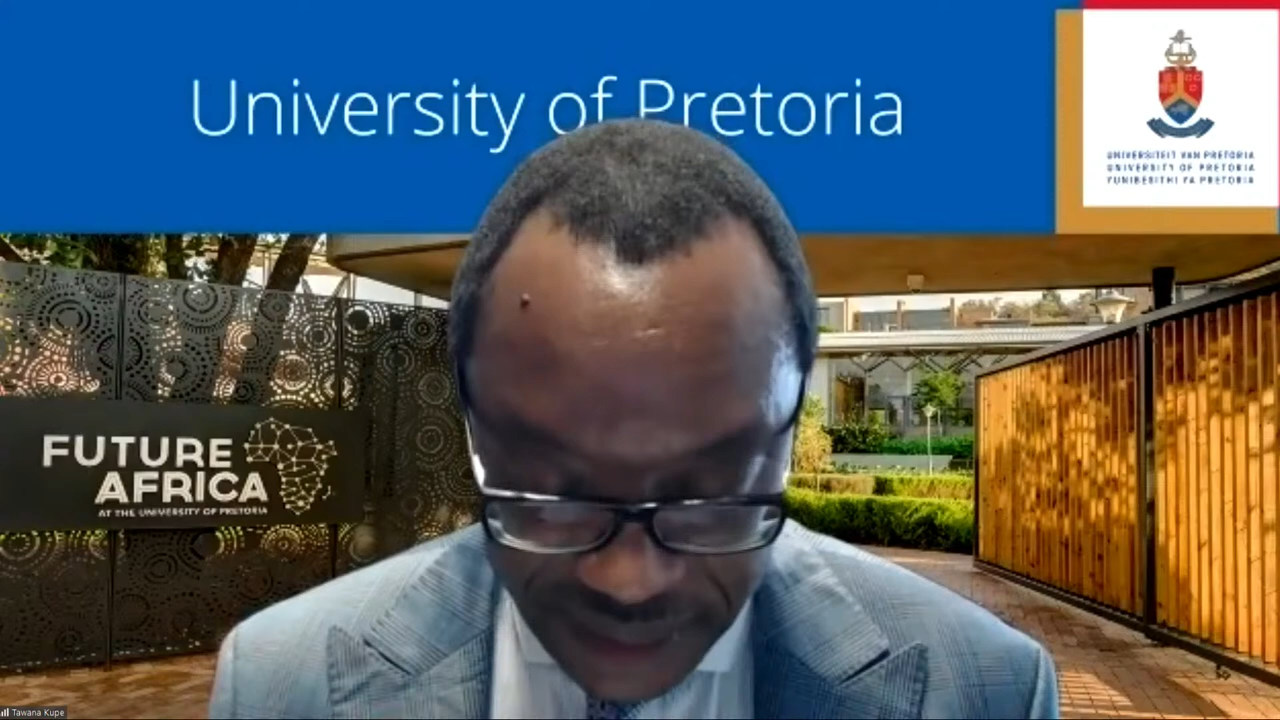 University of Pretoria
UNIVERSITEIT VAN PRETORIA
UNIVERSITY OF PRETORIA
YUNIBESITHI YA PRETORIA
FUTURE
AFRICA
AT THE UNIVERSITY OF PRETORIA
Tawana Kupe